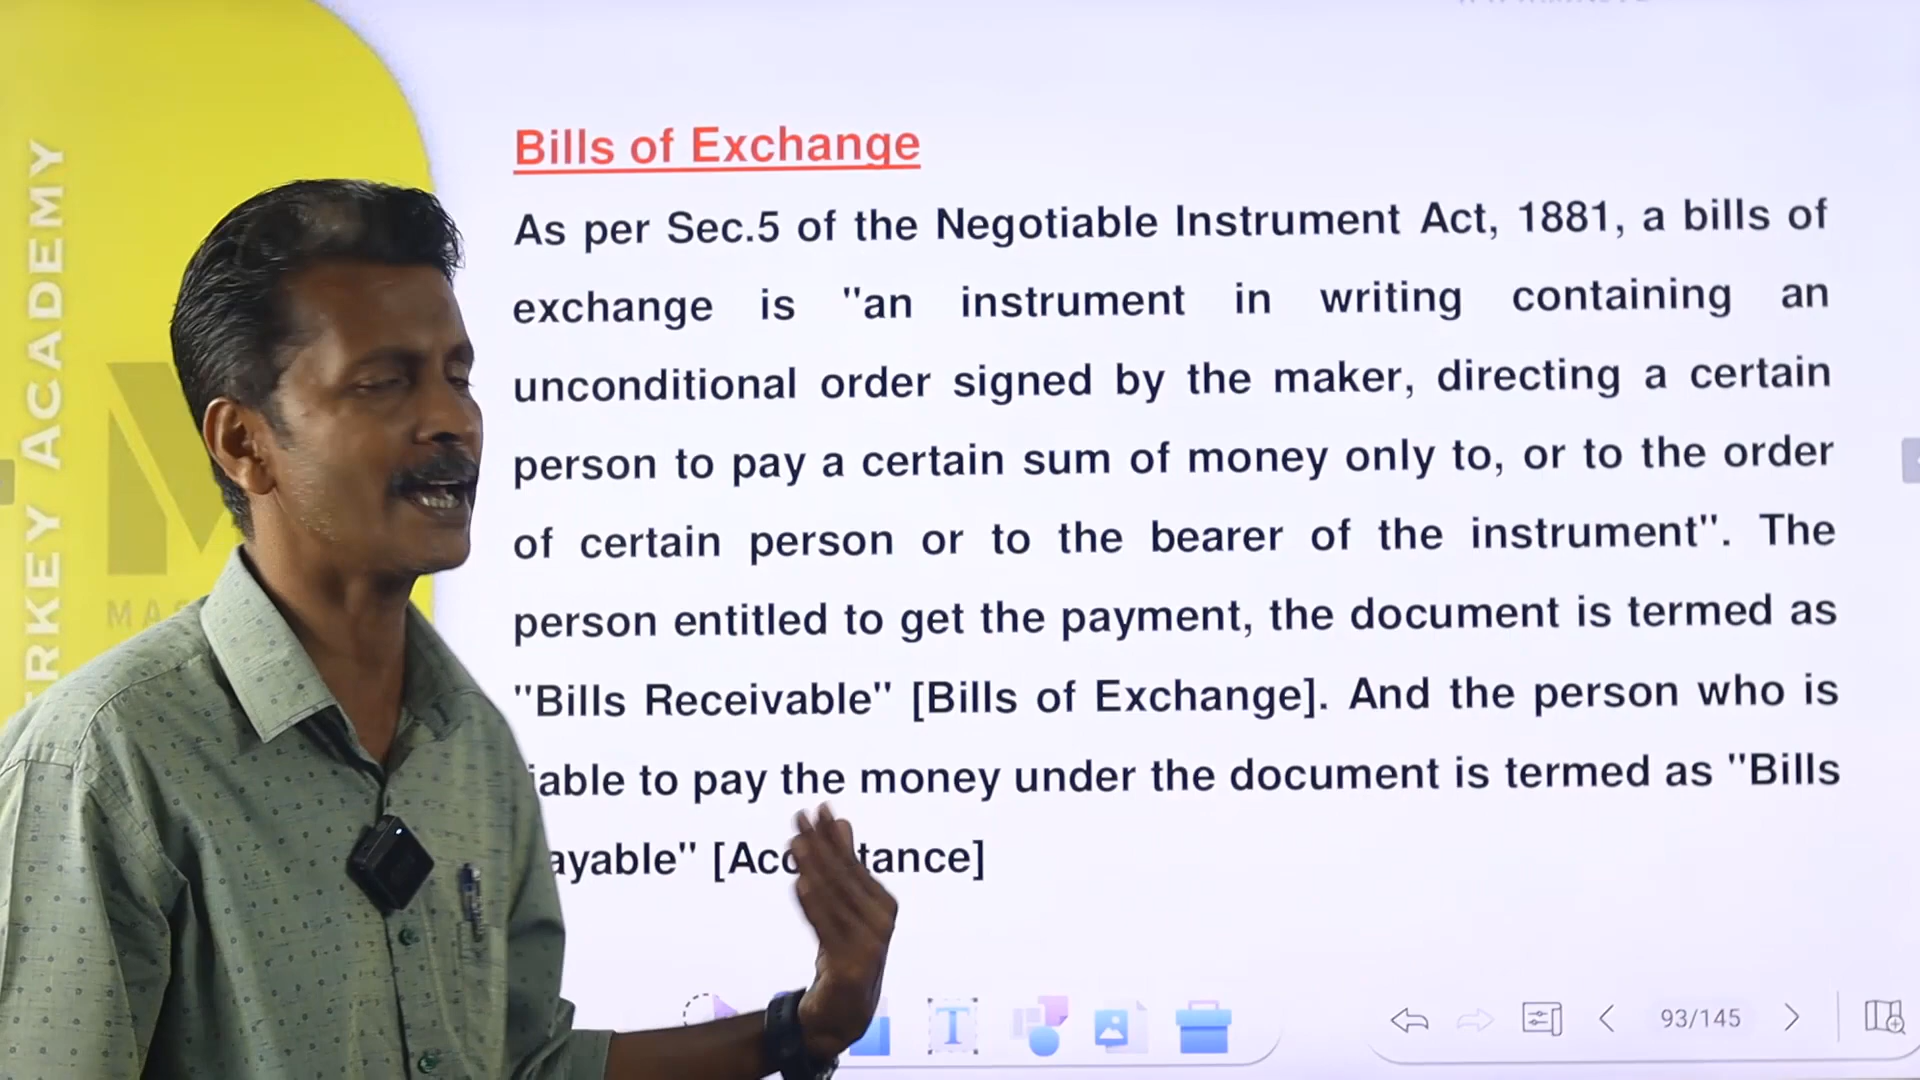 Bills of Exchange
As per Sec.5 of the Negotiable Instrument Act, 1881, a bills of
exchange is "an instrument in writing containing an
unconditional order signed by the maker, directing a certain
person to pay a certain sum of money only to, or to the order
of certain person or to the bearer of the instrument". The
person entitled to get the payment, the document is termed as
"Bills Receivable" [Bills of Exchange]. And the person who is
iable to pay the money under the document is termed as "Bills
ayable" [Acc tance]
RKEY ACADEMY
M
MAS
T
93/145